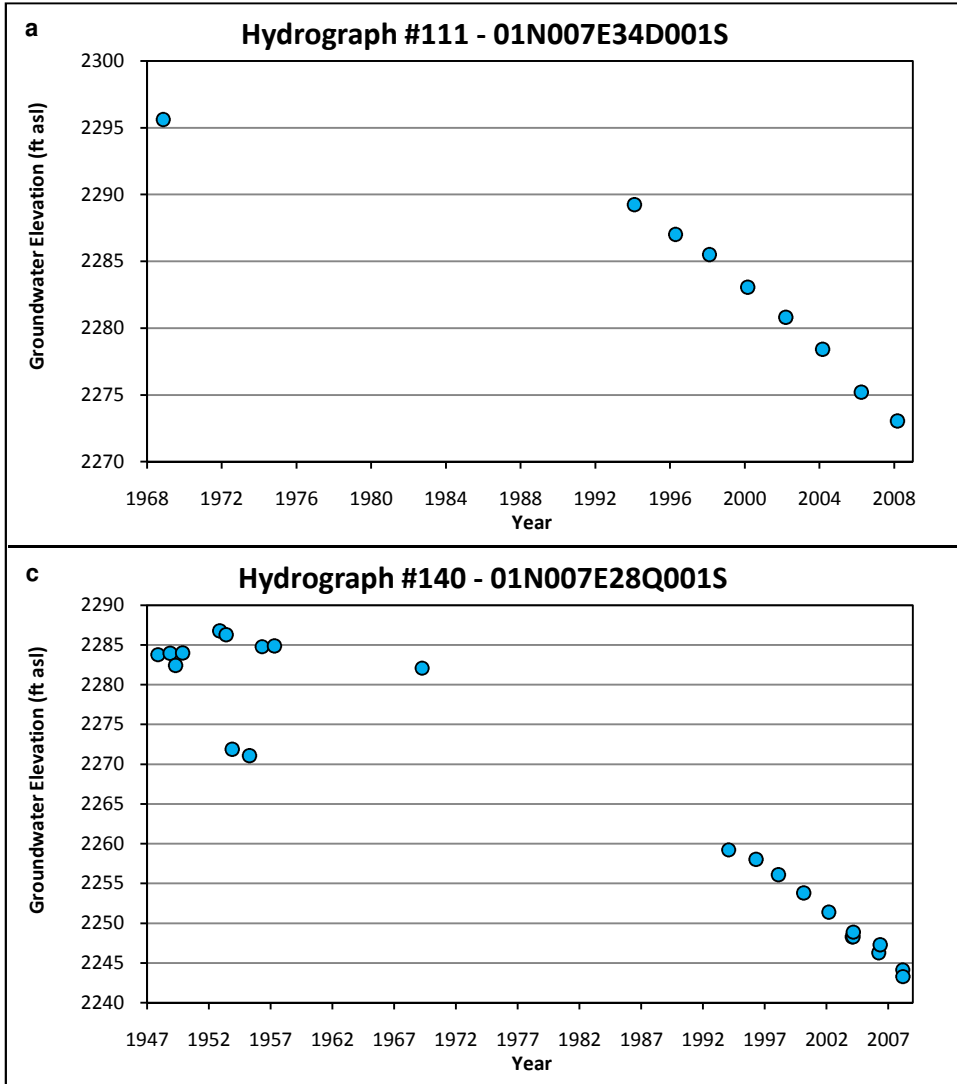 a
Hydrograph #111 - 01N007E34D001S
Groundwater Elevation (ft asl)
2300
2295
2290
2285
2280
2275
2270
1968 1972 1976 1980 1984 1988 1992 1996 2000 2004 2008
Year
c
Hydrograph #140 - 01N007E28Q001S
Groundwater Elevation (ft asl)
2290
2285
2280
2275
2270
2265
2260
2255
2250
2245
2240
1947 1952 1957 1962 1967 1972 1977 1982 1987 1992 1997 2002 2007
Year